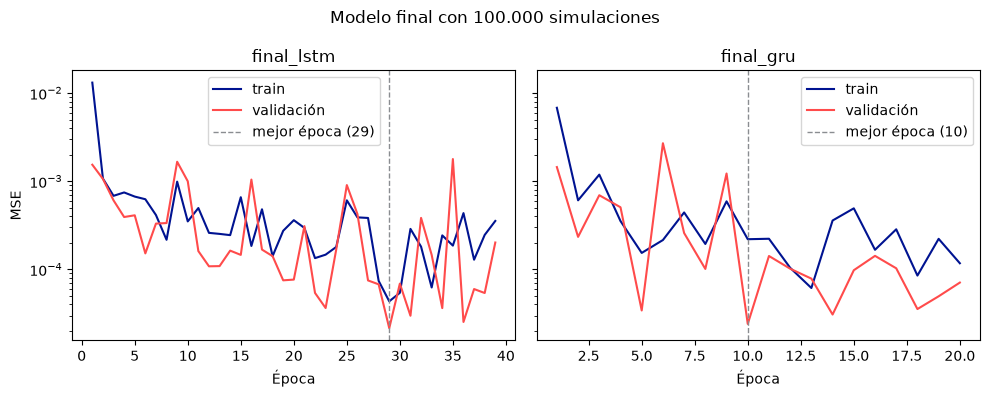 Modelo final con 100.000 simulaciones
final_lstm
train
validación
mejor época (29)
MSE
10⁻²
10⁻³
10⁻⁴
0 5 10 15 20 25 30 35 40
Época
final_gru
train
validación
mejor época (10)
2.5 5.0 7.5 10.0 12.5 15.0 17.5 20.0
Época